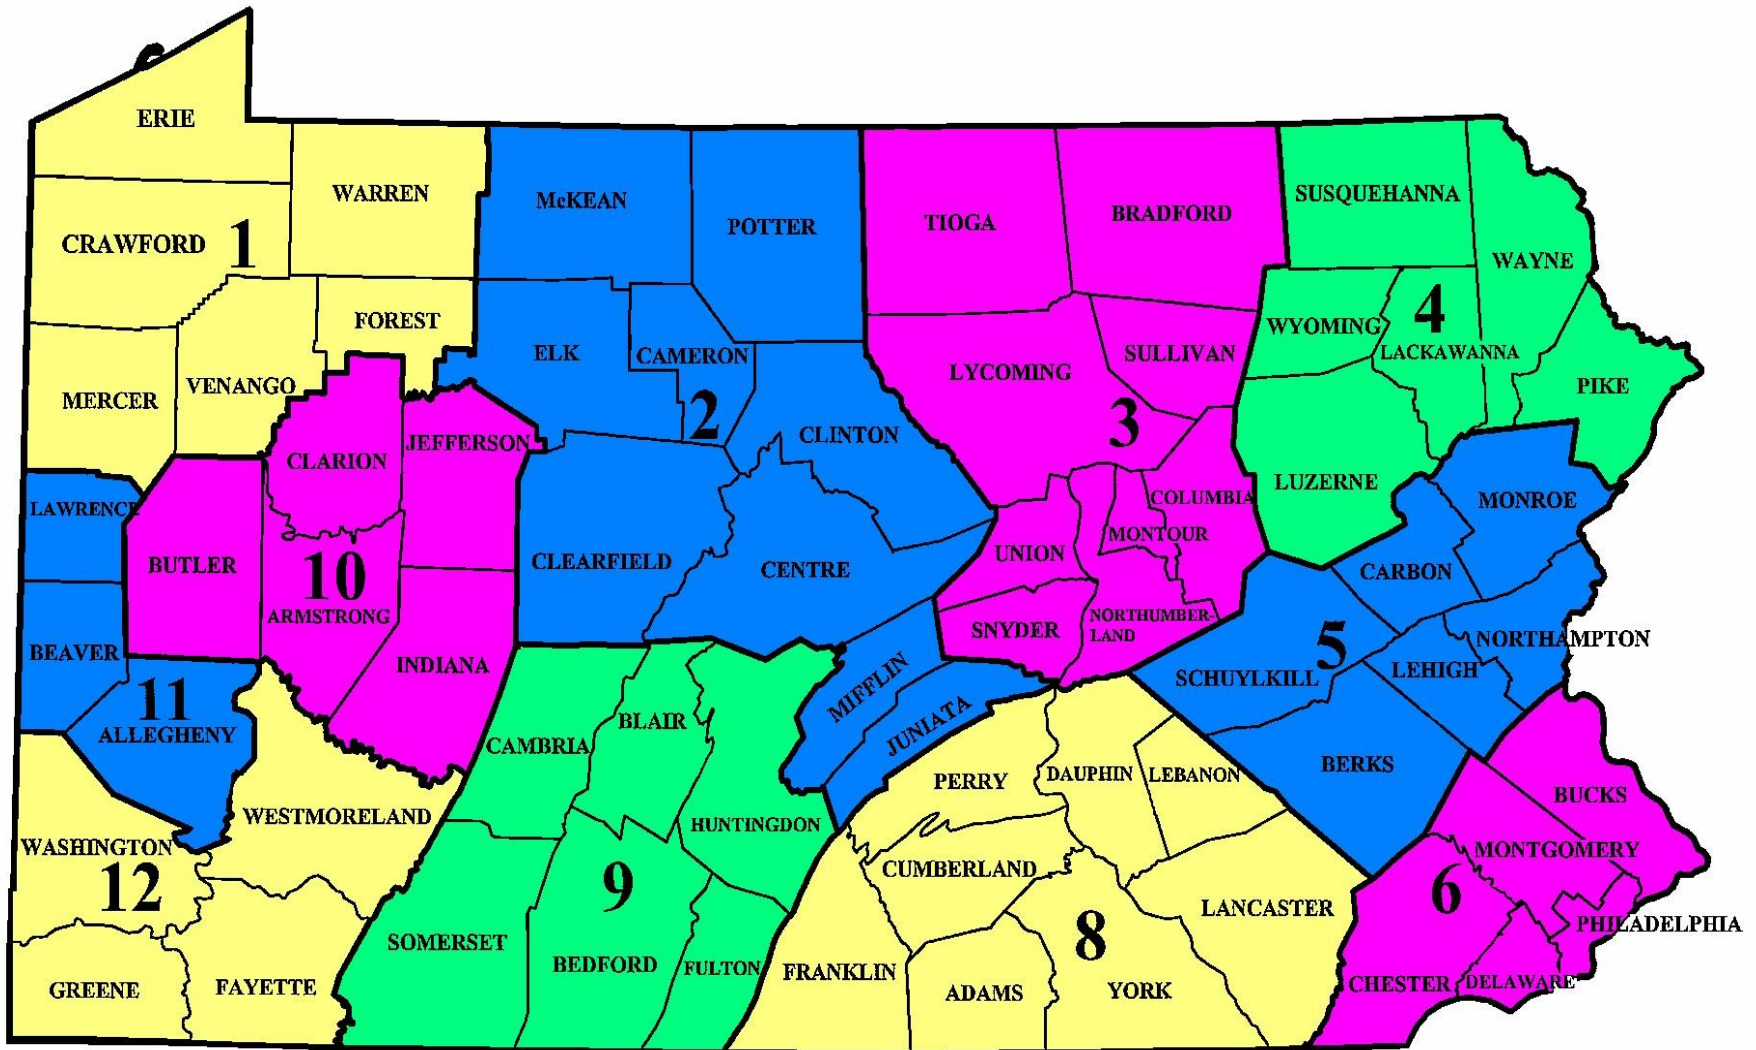 ERIE
WARREN
McKEAN
POTTER
TIOGA
BRADFORD
SUSQUEHANNA
WAYNE
CRAWFORD
1
FOREST
MERCER
VENANGO
ELK
CAMERON
2
CLINTON
LYCOMING
SULLIVAN
3
WYOMING
4
LACKAWANNA
PIKE
LUZERNE
LAWRENCE
CLARION
JEFFERSON
BUTLER
10
ARMSTRONG
INDIANA
CLEARFIELD
CENTRE
COLUMBIA
MONTOUR
UNION
SNYDER
NORTHUMBER-
LAND
MONROE
CARBON
5
NORTHAMPTON
SCHUYLKILL
LEHIGH
BERKS
BEAVER
11
ALLEGHENY
MIFFLIN
JUNIATA
BLAIR
CAMBRIA
HUNTINGDON
PERRY
DAUPHIN
LEBANON
BUCKS
WESTMORELAND
WASHINGTON
12
9
CUMBERLAND
LANCASTER
MONTGOMERY
6
PHILADELPHIA
SOMERSET
BEDFORD
FULTON
FRANKLIN
8
ADAMS
YORK
CHESTER
DELAWARE
GREENE
FAYETTE